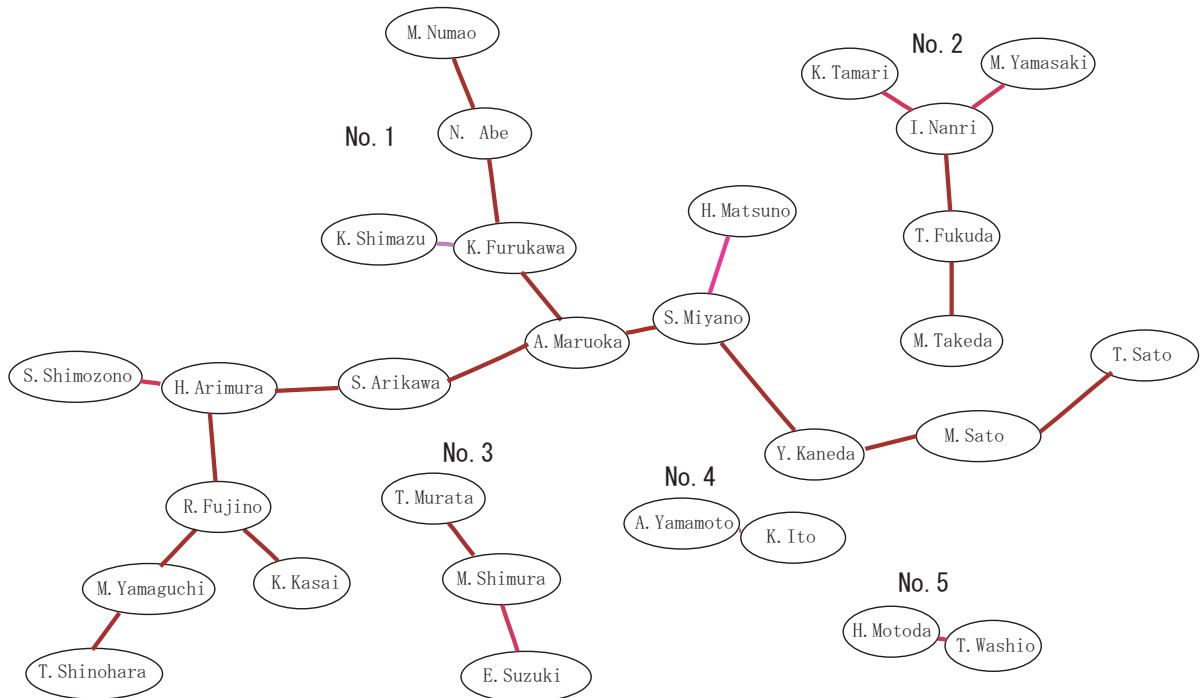 M.Numao
No.2
K.Tamari
M.Yamasaki
I.Nanri
No.1
N. Abe
H.Matsuno
K.Shimazu
K.Furukawa
T.Fukuda
S.Miyano
A.Maruoka
M.Takeda
T.Sato
S.Shimozono
H.Arimura
S.Arikawa
M.Sato
Y.Kaneda
No.3
No.4
T.Murata
R.Fujino
A.Yamamoto
K.Ito
M.Yamaguchi
K.Kasai
M.Shimura
No.5
H.Motoda
T.Washio
T.Shinohara
E.Suzuki